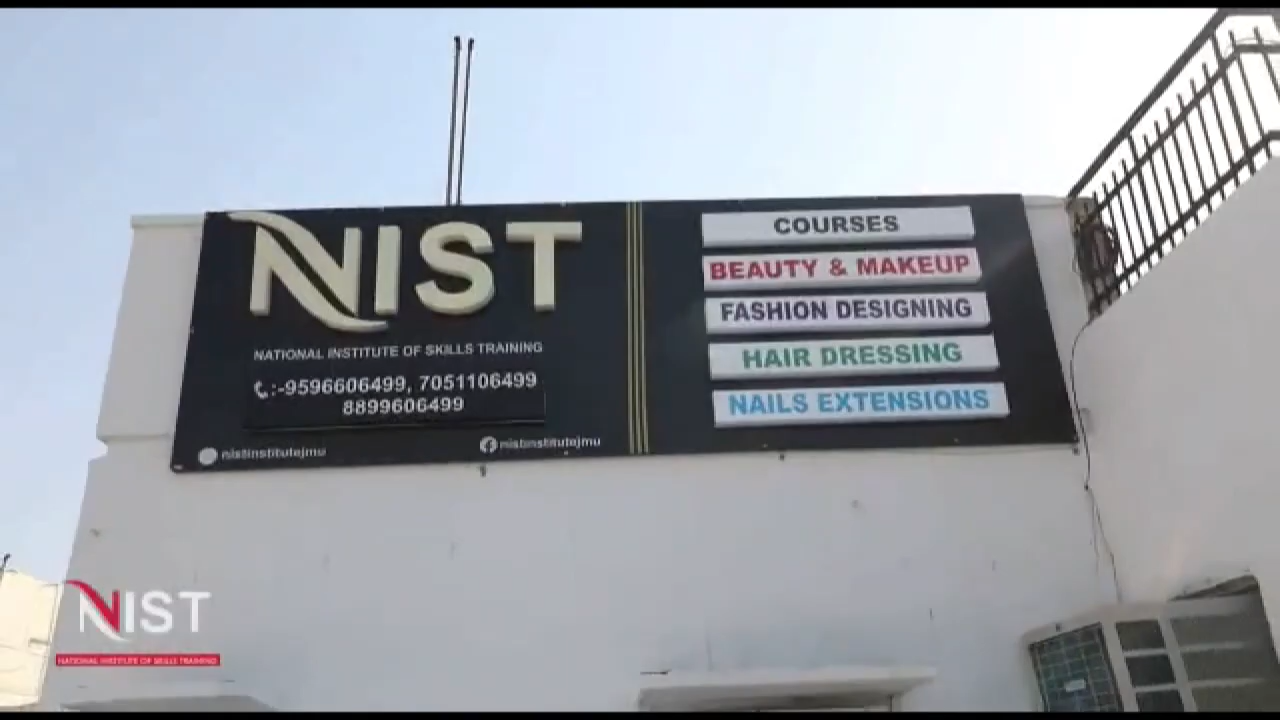 NIST
NATIONAL INSTITUTE OF SKILLS TRAINING
:-9596606499, 7051106499
8899606499
nistinstitutejmu
nistinstitutejmu
COURSES
BEAUTY & MAKEUP
FASHION DESIGNING
HAIR DRESSING
NAILS EXTENSIONS
NIST
NATIONAL INSTITUTE OF SKILLS TRAINING